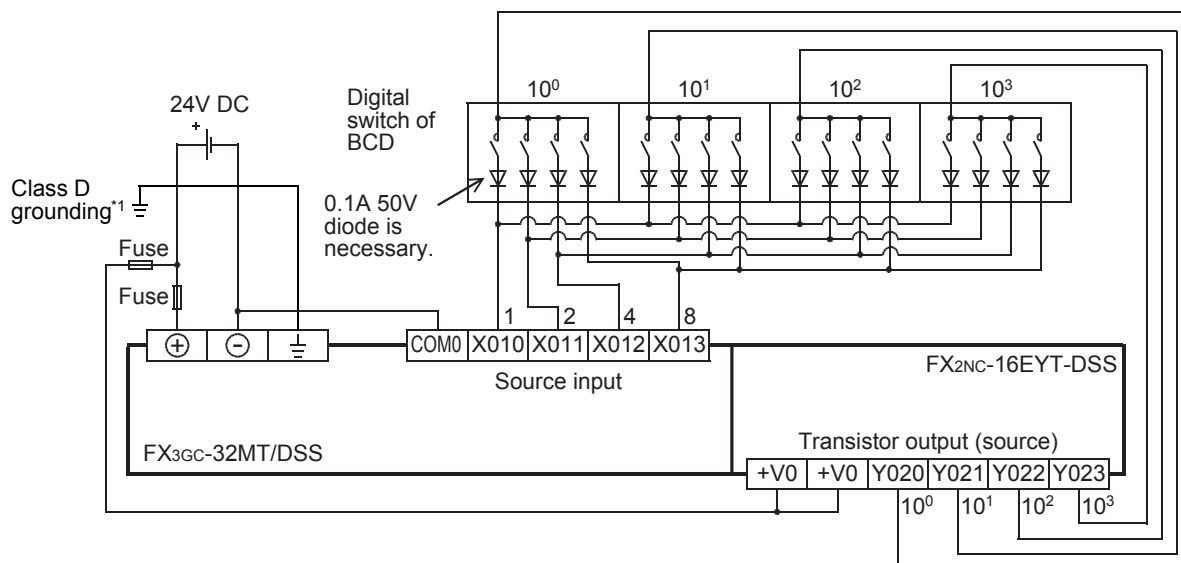 Digital
switch of
BCD
10⁰ 10¹ 10² 10³
24V DC
+
Class D
grounding*1
0.1A 50V
diode is
necessary.
Fuse
Fuse
1 2 4 8
+ - COM0 X010 X011 X012 X013
Source input
FX2NC-16EYT-DSS
FX3GC-32MT/DSS
Transistor output (source)
+V0 +V0 Y020 Y021 Y022 Y023
10⁰ 10¹ 10² 10³